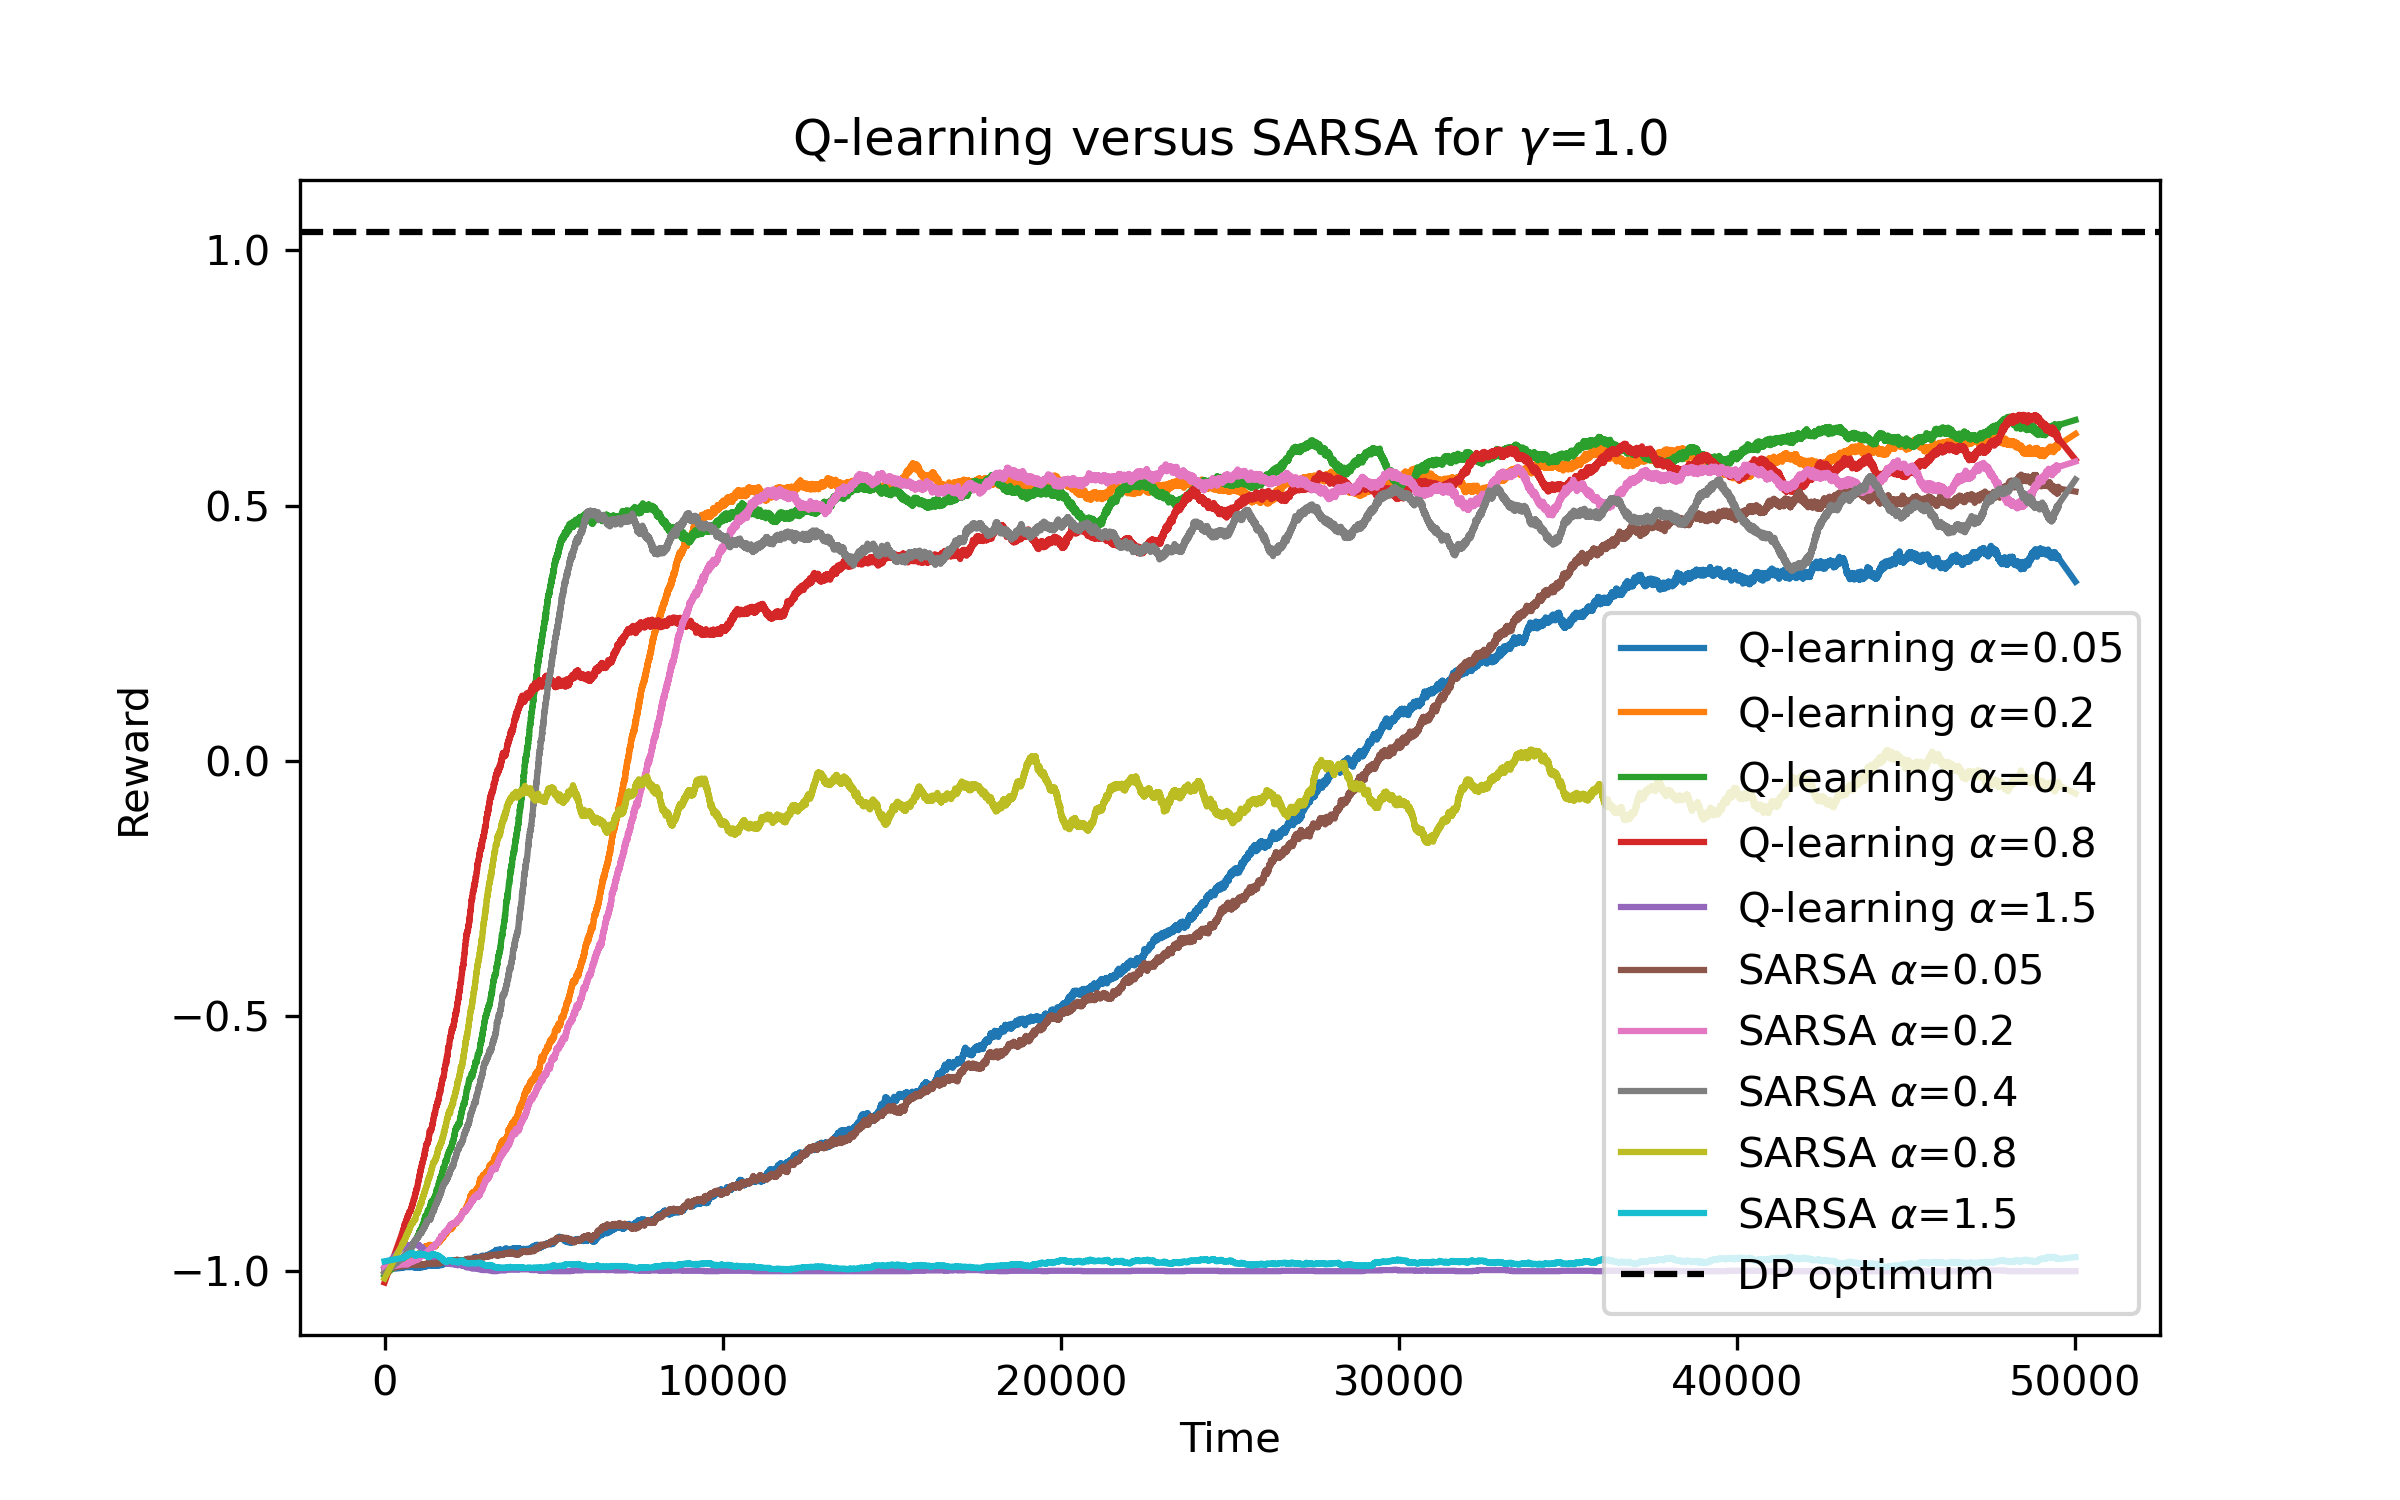 Q-learning versus SARSA for γ=1.0
1.0
0.5
0.0
−0.5
−1.0
Reward
0
10000
20000
30000
40000
50000
Time
Q-learning α=0.05
Q-learning α=0.2
Q-learning α=0.4
Q-learning α=0.8
Q-learning α=1.5
SARSA α=0.05
SARSA α=0.2
SARSA α=0.4
SARSA α=0.8
SARSA α=1.5
DP optimum